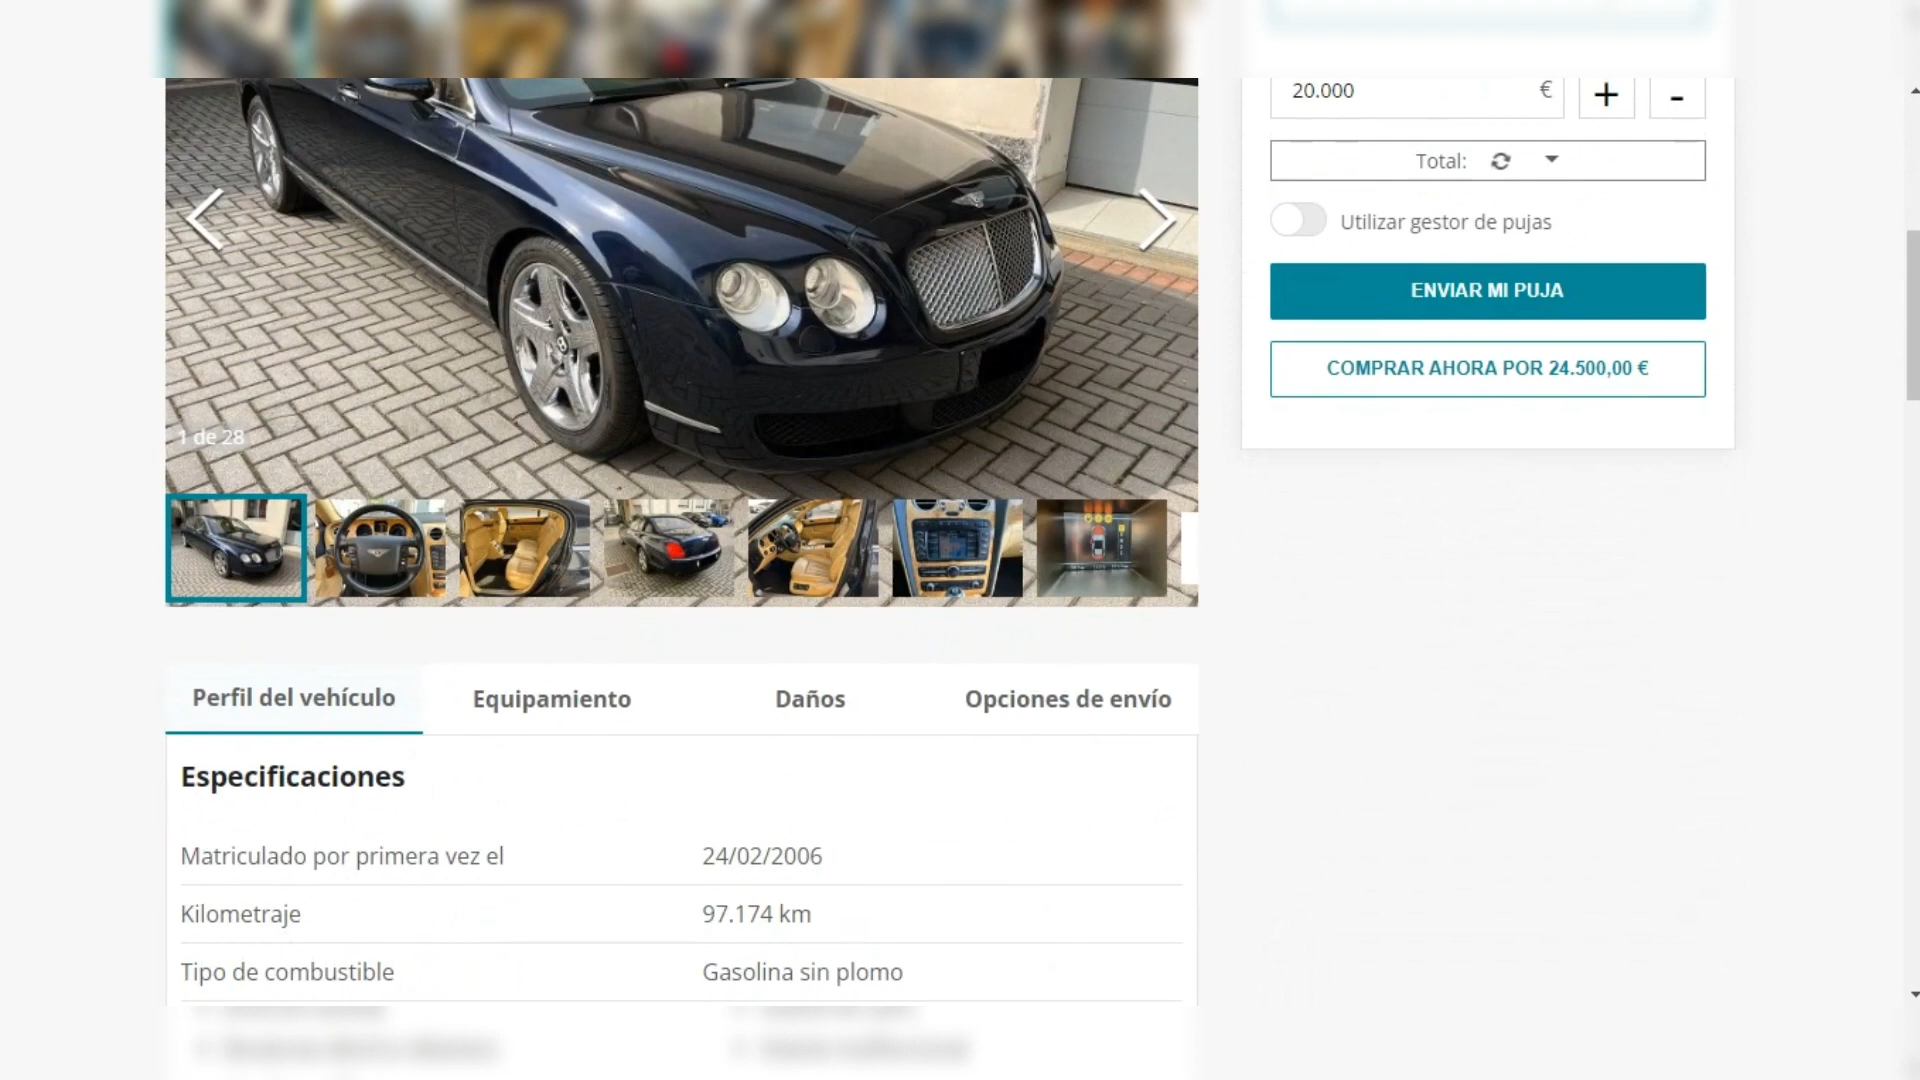 20.000 €
+ -
Total:
Utilizar gestor de pujas
ENVIAR MI PUJA
COMPRAR AHORA POR 24.500,00 €
1 de 28
Perfil del vehículo Equipamiento Daños Opciones de envío
Especificaciones
Matriculado por primera vez el 24/02/2006
Kilometraje 97.174 km
Tipo de combustible Gasolina sin plomo